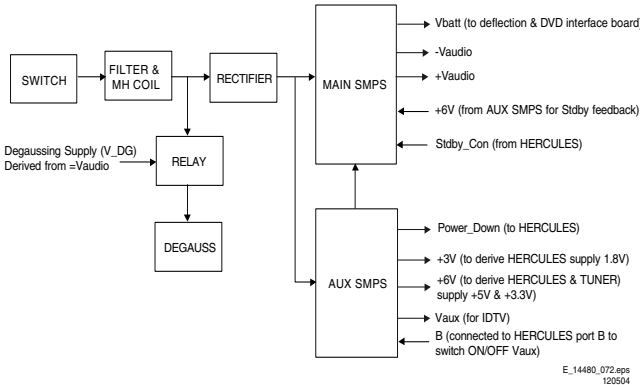 SWITCH
FILTER &
MH COIL
RECTIFIER
MAIN SMPS
Vbatt (to deflection & DVD interface board)
-Vaudio
+Vaudio
+6V (from AUX SMPS for Stdby feedback)
Stdby_Con (from HERCULES)
Degaussing Supply (V_DG)
Derived from =Vaudio
RELAY
DEGAUSS
AUX SMPS
Power_Down (to HERCULES)
+3V (to derive HERCULES supply 1.8V)
+6V (to derive HERCULES & TUNER)
supply +5V & +3.3V)
Vaux (for IDTV)
B (connected to HERCULES port B to
switch ON/OFF Vaux)
E_14480_072.eps
120504